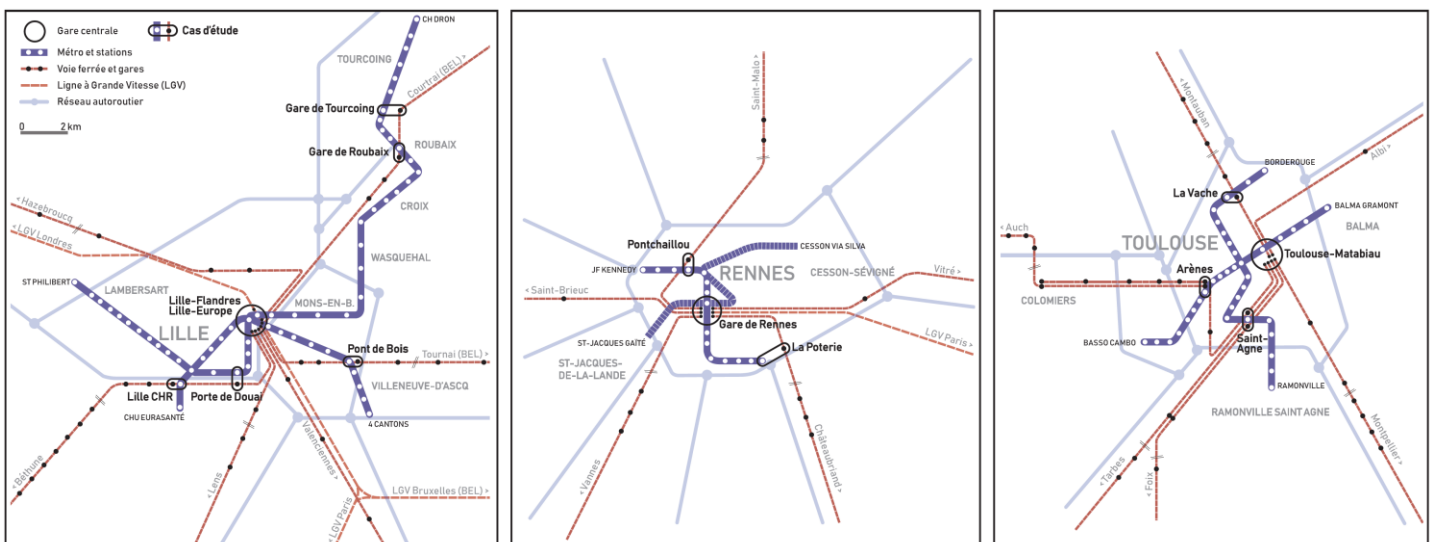 Gare centrale
Cas d'étude
Métro et stations
Voie ferrée et gares
Ligne à Grande Vitesse (LGV)
Réseau autoroutier
0 2 km
CH DRON
TOURCOING
Courtrai (BEL) >
Gare de Tourcoing
Gare de Roubaix
ROUBAIX
CROIX
< Hazebroucq
< LGV Londres
WASQUEHAL
ST PHILIBERT
LAMBERSART
MONS-EN-B.
Lille-Flandres
Lille-Europe
LILLE
Pont de Bois
Tournai (BEL) >
VILLENEUVE-D'ASCQ
Lille CHR
Porte de Douai
CHU EURASANTÉ
4 CANTONS
Valenciennes >
< Béthune
< Lens
< LGV Paris
LGV Bruxelles (BEL) >
Saint-Malo >
Pontchaillou
CESSON VIA SILVA
JF KENNEDY
RENNES
CESSON-SÉVIGNÉ
Vitré >
< Saint-Brieuc
Gare de Rennes
LGV Paris >
ST-JACQUES GAÎTÉ
La Poterie
ST-JACQUES-
DE-LA-LANDE
< Vannes
Châteaubriand >
< Montauban
Albi >
BORDEROUGE
La Vache
BALMA GRAMONT
BALMA
< Auch
TOULOUSE
Toulouse-Matabiau
Arènes
COLOMIERS
BASSO CAMBO
Saint-
Agne
RAMONVILLE
RAMONVILLE SAINT AGNE
Montpellier >
< Tarbes
< Foix